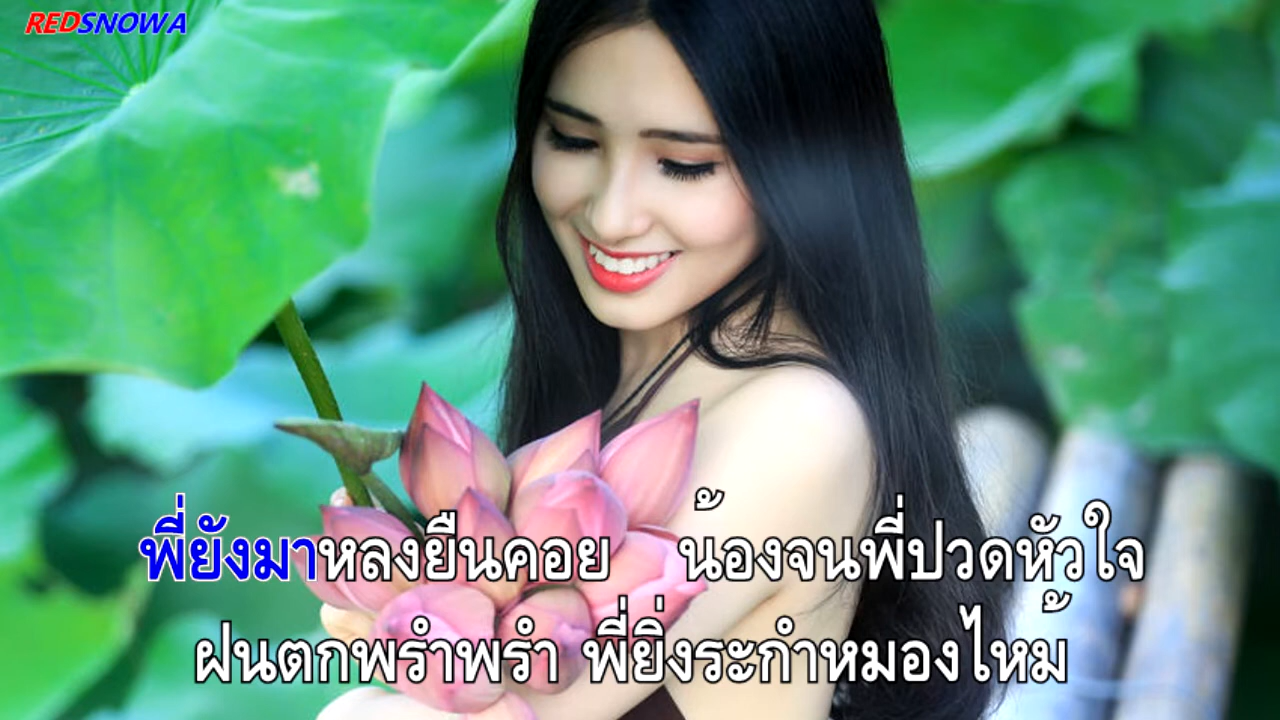 REDSNOWA
พี่ยังมาหลงยืนคอย น้องจนพี่ปวดหัวใจ
ฝนตกพรำพรำ พี่ยิ่งระกำหมองไหม้